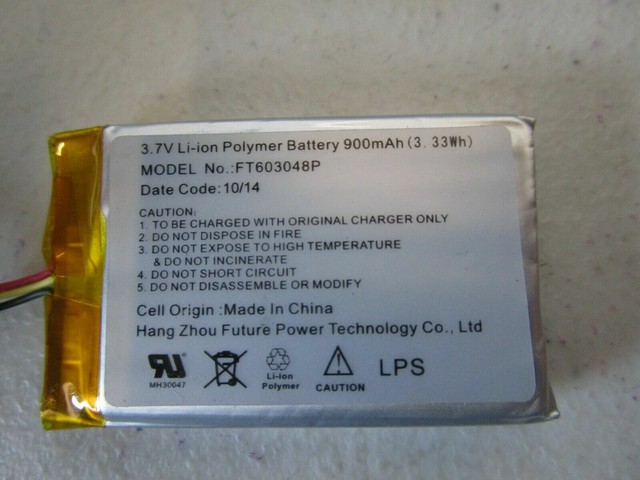 3.7V Li-ion Polymer Battery 900mAh(3.33Wh)
MODEL No.:FT603048P
Date Code:10/14
CAUTION:
1. TO BE CHARGED WITH ORIGINAL CHARGER ONLY
2. DO NOT DISPOSE IN FIRE
3. DO NOT EXPOSE TO HIGH TEMPERATURE
& DO NOT INCINERATE
4. DO NOT SHORT CIRCUIT
5. DO NOT DISASSEMBLE OR MODIFY
Cell Origin :Made In China
Hang Zhou Future Power Technology Co., Ltd
RU
MH30047
Li-ion
Polymer
CAUTION
LPS